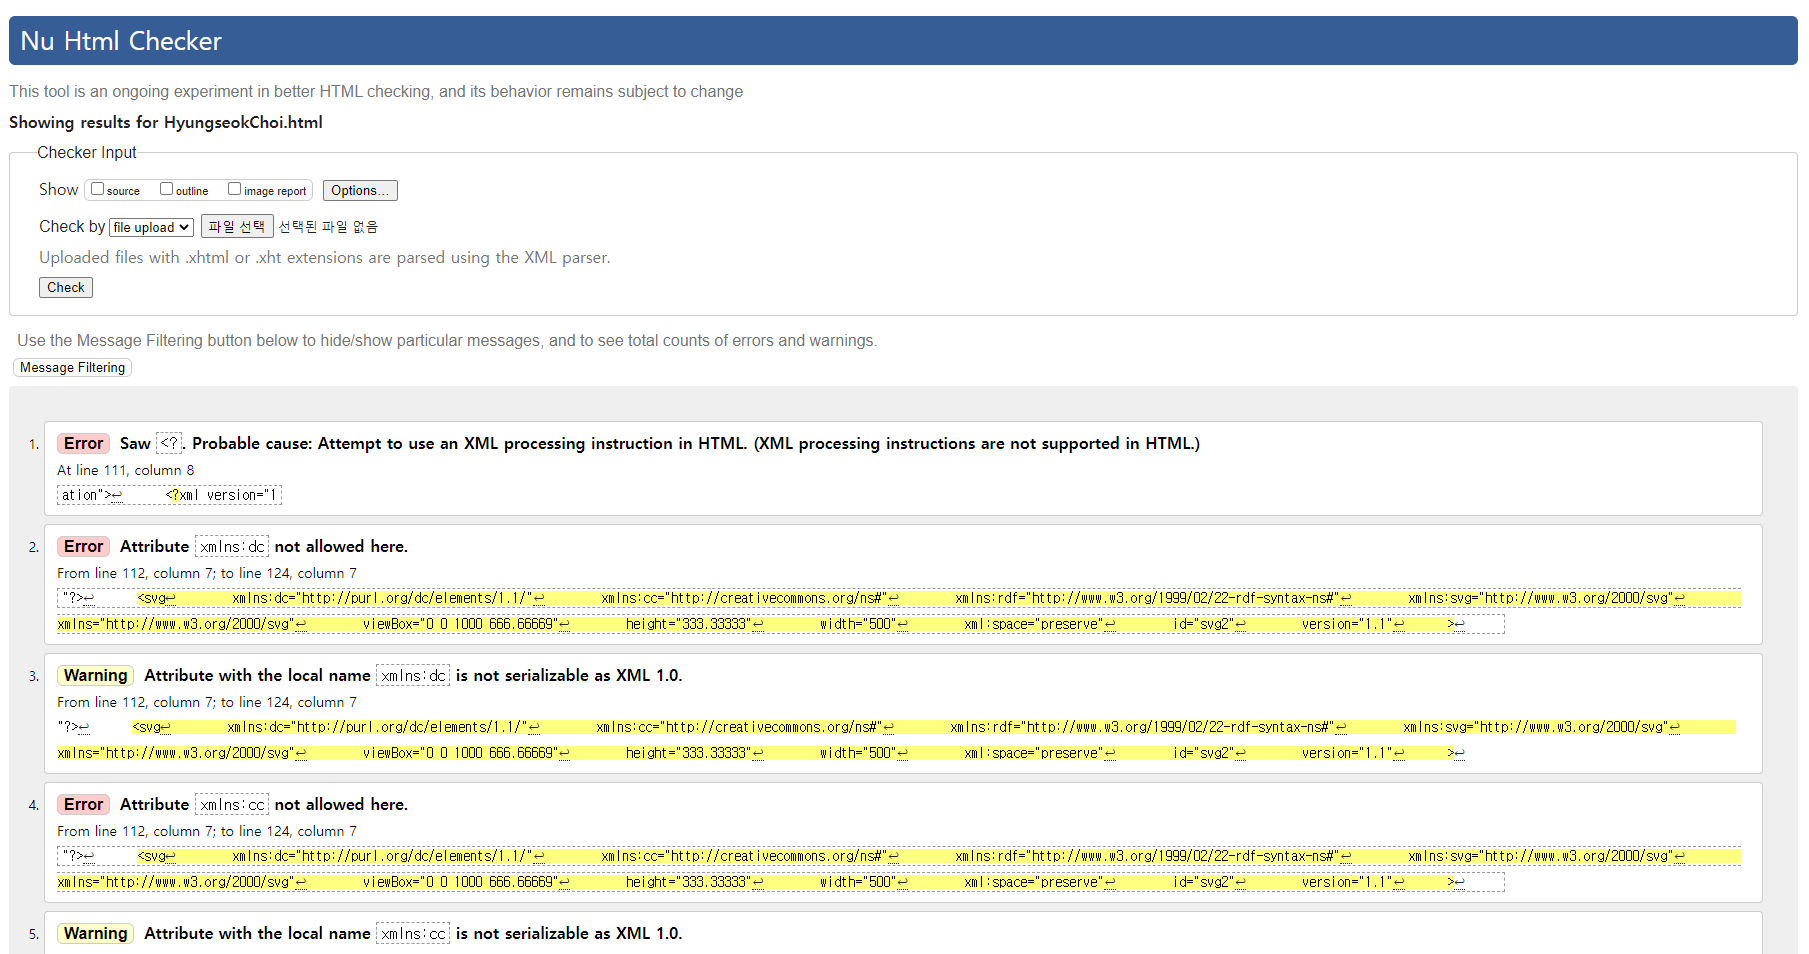 Nu Html Checker
This tool is an ongoing experiment in better HTML checking, and its behavior remains subject to change
Showing results for HyungseokChoi.html
Checker Input
Show source outline image report Options...
Check by file upload 파일 선택 선택된 파일 없음
Uploaded files with .xhtml or .xht extensions are parsed using the XML parser.
Check
Use the Message Filtering button below to hide/show particular messages, and to see total counts of errors and warnings.
Message Filtering
1. Error Saw <?. Probable cause: Attempt to use an XML processing instruction in HTML. (XML processing instructions are not supported in HTML.)
At line 111, column 8
ation">↩ <?xml version="1
2. Error Attribute xmlns:dc not allowed here.
From line 112, column 7; to line 124, column 7
"?>↩ <svg↩ xmlns:dc="http://purl.org/dc/elements/1.1/"↩ xmlns:cc="http://creativecommons.org/ns#"↩ xmlns:rdf="http://www.w3.org/1999/02/22-rdf-syntax-ns#"↩ xmlns:svg="http://www.w3.org/2000/svg"↩
xmlns="http://www.w3.org/2000/svg"↩ viewBox="0 0 1000 666.66669"↩ height="333.33333"↩ width="500"↩ xml:space="preserve"↩ id="svg2"↩ version="1.1"↩ >↩
3. Warning Attribute with the local name xmlns:dc is not serializable as XML 1.0.
From line 112, column 7; to line 124, column 7
"?>↩ <svg↩ xmlns:dc="http://purl.org/dc/elements/1.1/"↩ xmlns:cc="http://creativecommons.org/ns#"↩ xmlns:rdf="http://www.w3.org/1999/02/22-rdf-syntax-ns#"↩ xmlns:svg="http://www.w3.org/2000/svg"↩
xmlns="http://www.w3.org/2000/svg"↩ viewBox="0 0 1000 666.66669"↩ height="333.33333"↩ width="500"↩ xml:space="preserve"↩ id="svg2"↩ version="1.1"↩ >↩
4. Error Attribute xmlns:cc not allowed here.
From line 112, column 7; to line 124, column 7
"?>↩ <svg↩ xmlns:dc="http://purl.org/dc/elements/1.1/"↩ xmlns:cc="http://creativecommons.org/ns#"↩ xmlns:rdf="http://www.w3.org/1999/02/22-rdf-syntax-ns#"↩ xmlns:svg="http://www.w3.org/2000/svg"↩
xmlns="http://www.w3.org/2000/svg"↩ viewBox="0 0 1000 666.66669"↩ height="333.33333"↩ width="500"↩ xml:space="preserve"↩ id="svg2"↩ version="1.1"↩ >↩
5. Warning Attribute with the local name xmlns:cc is not serializable as XML 1.0.